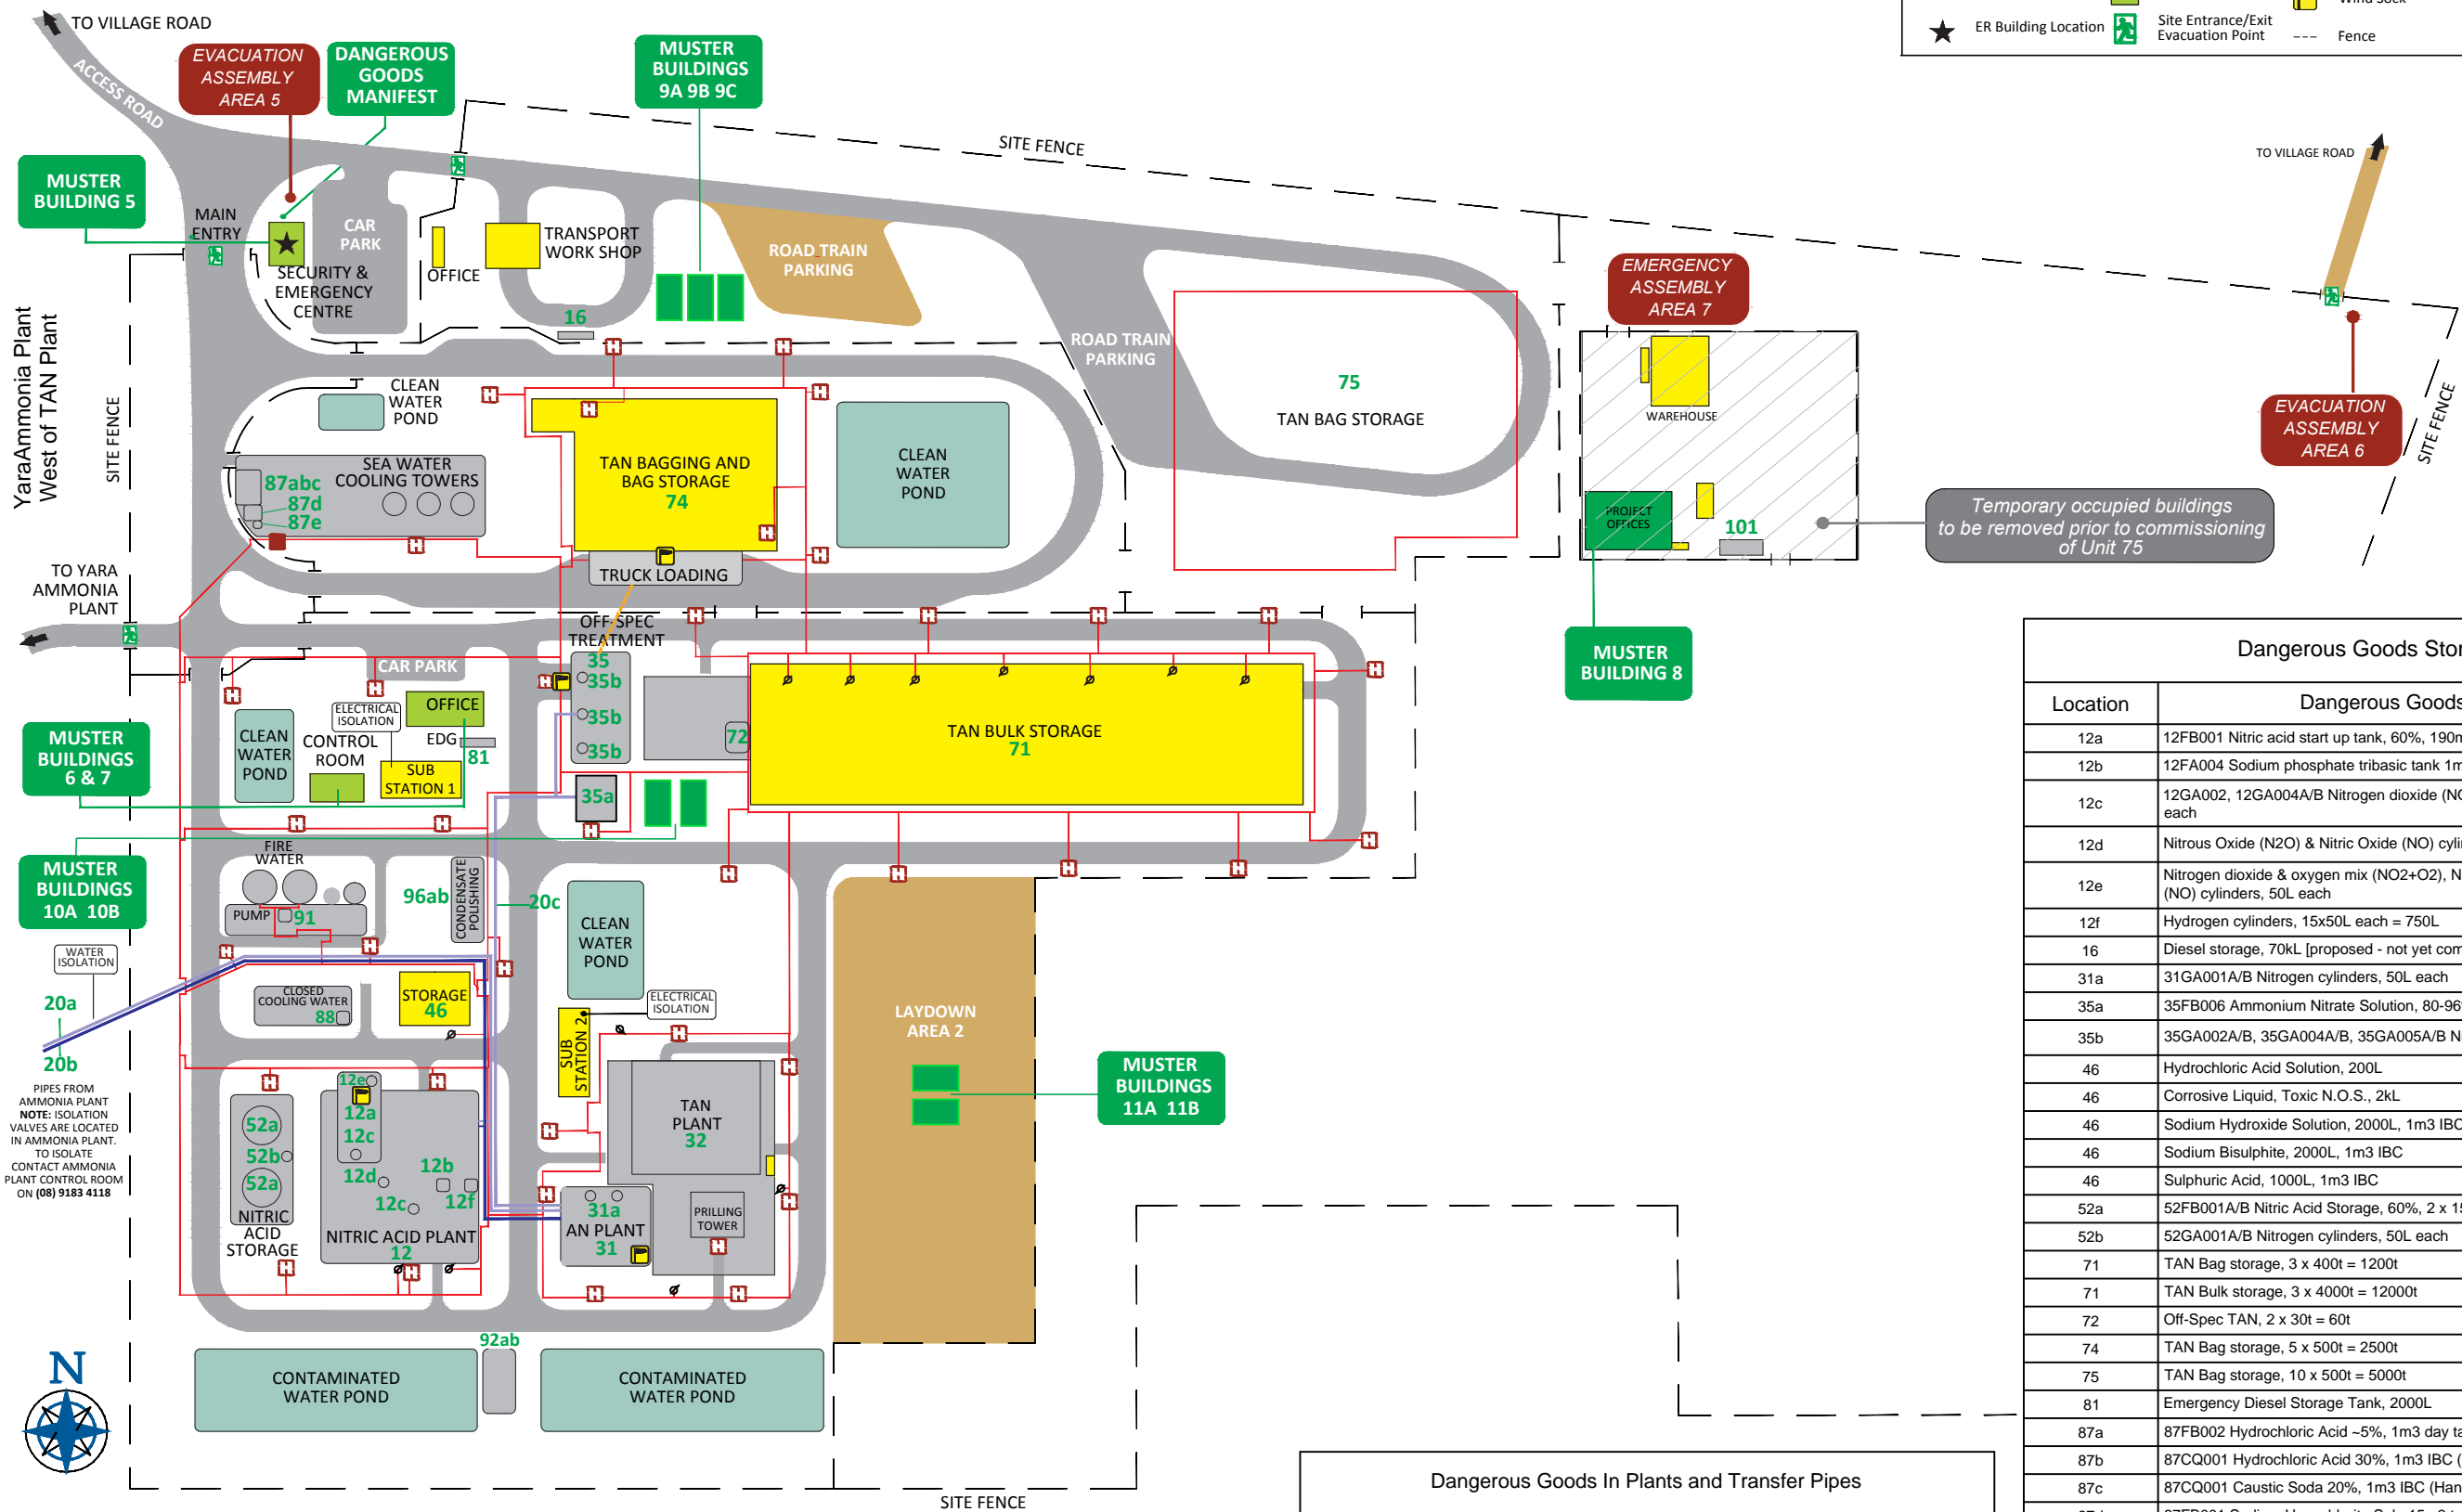 TO VILLAGE ROAD
ACCESS ROAD
EVACUATION
ASSEMBLY
AREA 5
DANGEROUS
GOODS
MANIFEST
MUSTER
BUILDINGS
9A 9B 9C
ER Building Location
Site Entrance/Exit
Evacuation Point
Fence
SITE FENCE
TO VILLAGE ROAD
MUSTER
BUILDING 5
MAIN
ENTRY
CAR
PARK
SECURITY &
EMERGENCY
CENTRE
OFFICE
TRANSPORT
WORK SHOP
16
ROAD TRAIN
PARKING
ROAD TRAIN
PARKING
75
TAN BAG STORAGE
EMERGENCY
ASSEMBLY
AREA 7
WAREHOUSE
PROJECT
OFFICES
101
EVACUATION
ASSEMBLY
AREA 6
SITE FENCE
Temporary occupied buildings
to be removed prior to commissioning
of Unit 75
MUSTER
BUILDING 8
YaraAmmonia Plant
West of TAN Plant
SITE FENCE
CLEAN
WATER
POND
SEA WATER
COOLING TOWERS
87abc
87d
87e
TAN BAGGING AND
BAG STORAGE
74
TRUCK LOADING
CLEAN
WATER
POND
TO YARA
AMMONIA
PLANT
CAR PARK
OFF-SPEC
TREATMENT
35
35b
35b
35b
72
TAN BULK STORAGE
71
MUSTER
BUILDINGS
6 & 7
CLEAN
WATER
POND
ELECTRICAL
ISOLATION
OFFICE
CONTROL
ROOM
EDG
81
SUB
STATION 1
35a
MUSTER
BUILDINGS
10A 10B
FIRE
WATER
PUMP
91
96ab
CONDENSATE
POLISHING
20c
CLEAN
WATER
POND
WATER
ISOLATION
20a
20b
PIPES FROM
AMMONIA PLANT
NOTE: ISOLATION
VALVES ARE LOCATED
IN AMMONIA PLANT.
TO ISOLATE
CONTACT AMMONIA
PLANT CONTROL ROOM
ON (08) 9183 4118
CLOSED
COOLING WATER
88
STORAGE
46
SUB
STATION 2
ELECTRICAL
ISOLATION
LAYDOWN
AREA 2
MUSTER
BUILDINGS
11A 11B
52a
52b
52a
NITRIC
ACID
STORAGE
12e
12a
12c
12d
12b
12c
12f
NITRIC ACID PLANT
12
TAN
PLANT
32
PRILLING
TOWER
31a
AN PLANT
31
92ab
CONTAMINATED
WATER POND
CONTAMINATED
WATER POND
N
SITE FENCE
Dangerous Goods In Plants and Transfer Pipes
Dangerous Goods
Location Dangerous Goods
12a 12FB001 Nitric acid start up tank, 60%,
12b 12FA004 Sodium phosphate tribasic tank
12c 12GA002, 12GA004A/B Nitrogen dioxide
each
12d Nitrous Oxide (N2O) & Nitric Oxide (NO)
12e Nitrogen dioxide & oxygen mix (NO2+O2),
(NO) cylinders, 50L each
12f Hydrogen cylinders, 15x50L each = 750L
16 Diesel storage, 70kL [proposed - not yet
31a 31GA001A/B Nitrogen cylinders, 50L each
35a 35FB006 Ammonium Nitrate Solution, 80-96
35b 35GA002A/B, 35GA004A/B, 35GA005A/B
46 Hydrochloric Acid Solution, 200L
46 Corrosive Liquid, Toxic N.O.S., 2kL
46 Sodium Hydroxide Solution, 2000L, 1m3 IBC
46 Sodium Bisulphite, 2000L, 1m3 IBC
46 Sulphuric Acid, 1000L, 1m3 IBC
52a 52FB001A/B Nitric Acid Storage, 60%, 2 x
52b 52GA001A/B Nitrogen cylinders, 50L each
71 TAN Bag storage, 3 x 400t = 1200t
71 TAN Bulk storage, 3 x 4000t = 12000t
72 Off-Spec TAN, 2 x 30t = 60t
74 TAN Bag storage, 5 x 500t = 2500t
75 TAN Bag storage, 10 x 500t = 5000t
81 Emergency Diesel Storage Tank, 2000L
87a 87FB002 Hydrochloric Acid ~5%, 1m3 day
87b 87CQ001 Hydrochloric Acid 30%, 1m3 IBC
87c 87CQ001 Caustic Soda 20%, 1m3 IBC